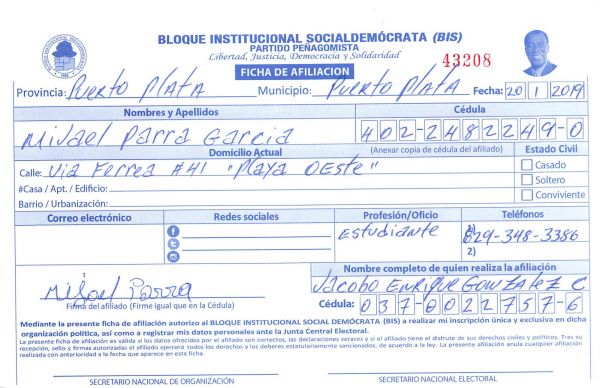 BLOQUE INSTITUCIONAL SOCIALDEMÓCRATA (BIS)
PARTIDO PEÑAGOMISTA
Libertad, Justicia, Democracia y Solidaridad
43208
FICHA DE AFILIACION
Provincia: Puerto Plata Municipio: Puerto Plata Fecha: 20 1 2019
Nombres y Apellidos Cédula
Mijael Parra Garcia 402-2482249-0
Domicilio Actual (Anexar copia de cédula del afiliado) Estado Civil
Calle: Via Ferrea #41 "Playa Oeste" Casado
#Casa / Apt. / Edificio: Soltero
Barrio / Urbanización: Conviviente
Correo electrónico Redes sociales Profesión/Oficio Teléfonos
Estudiante 829-348-3386
2)
Nombre completo de quien realiza la afiliación
Jacobo Enrique Gonzalez C
Mijael Parra
Firma del afiliado (Firme igual que en la Cédula) Cédula: 037-0022757-6
Mediante la presente ficha de afiliación autorizo al BLOQUE INSTITUCIONAL SOCIAL DEMÓCRATA (BIS) a realizar mi inscripción única y exclusiva en dicha
organización política, así como a registrar mis datos personales ante la Junta Central Electoral.
La presente ficha de afiliación es válida si los datos ofrecidos por el afiliado son correctos, las declaraciones veraces y si el afiliado tiene el disfrute de sus derechos civiles y políticos. Tras su
recepción, sello y firmas autorizadas el afiliado ejercerá todos los derechos y los deberes estatutariamente sancionados, de acuerdo a la ley. La presente afiliación anula cualquier afiliación
realizada con anterioridad a la fecha que aparece en esta ficha.
SECRETARIO NACIONAL DE ORGANIZACIÓN SECRETARIO NACIONAL ELECTORAL